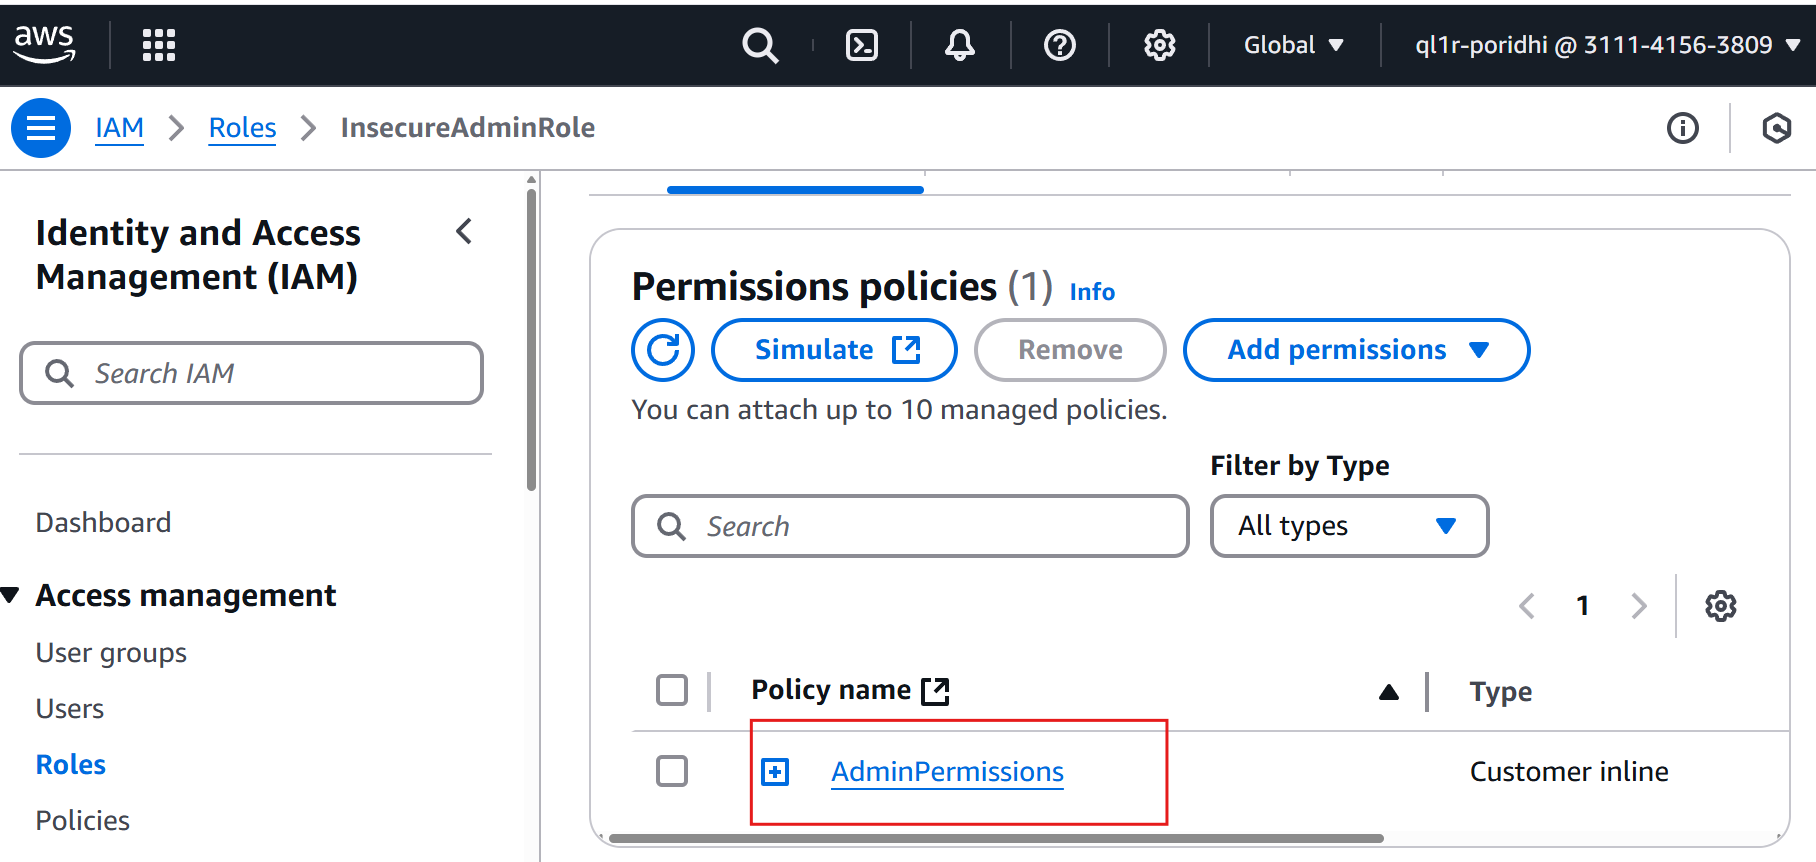 aws
Global
ql1r-poridhi @ 3111-4156-3809
IAM > Roles > InsecureAdminRole
Identity and Access
Management (IAM)
Search IAM
Dashboard
Access management
User groups
Users
Roles
Policies
Permissions policies (1) Info
Simulate
Remove
Add permissions
You can attach up to 10 managed policies.
Filter by Type
Search
All types
1
Policy name
Type
AdminPermissions
Customer inline